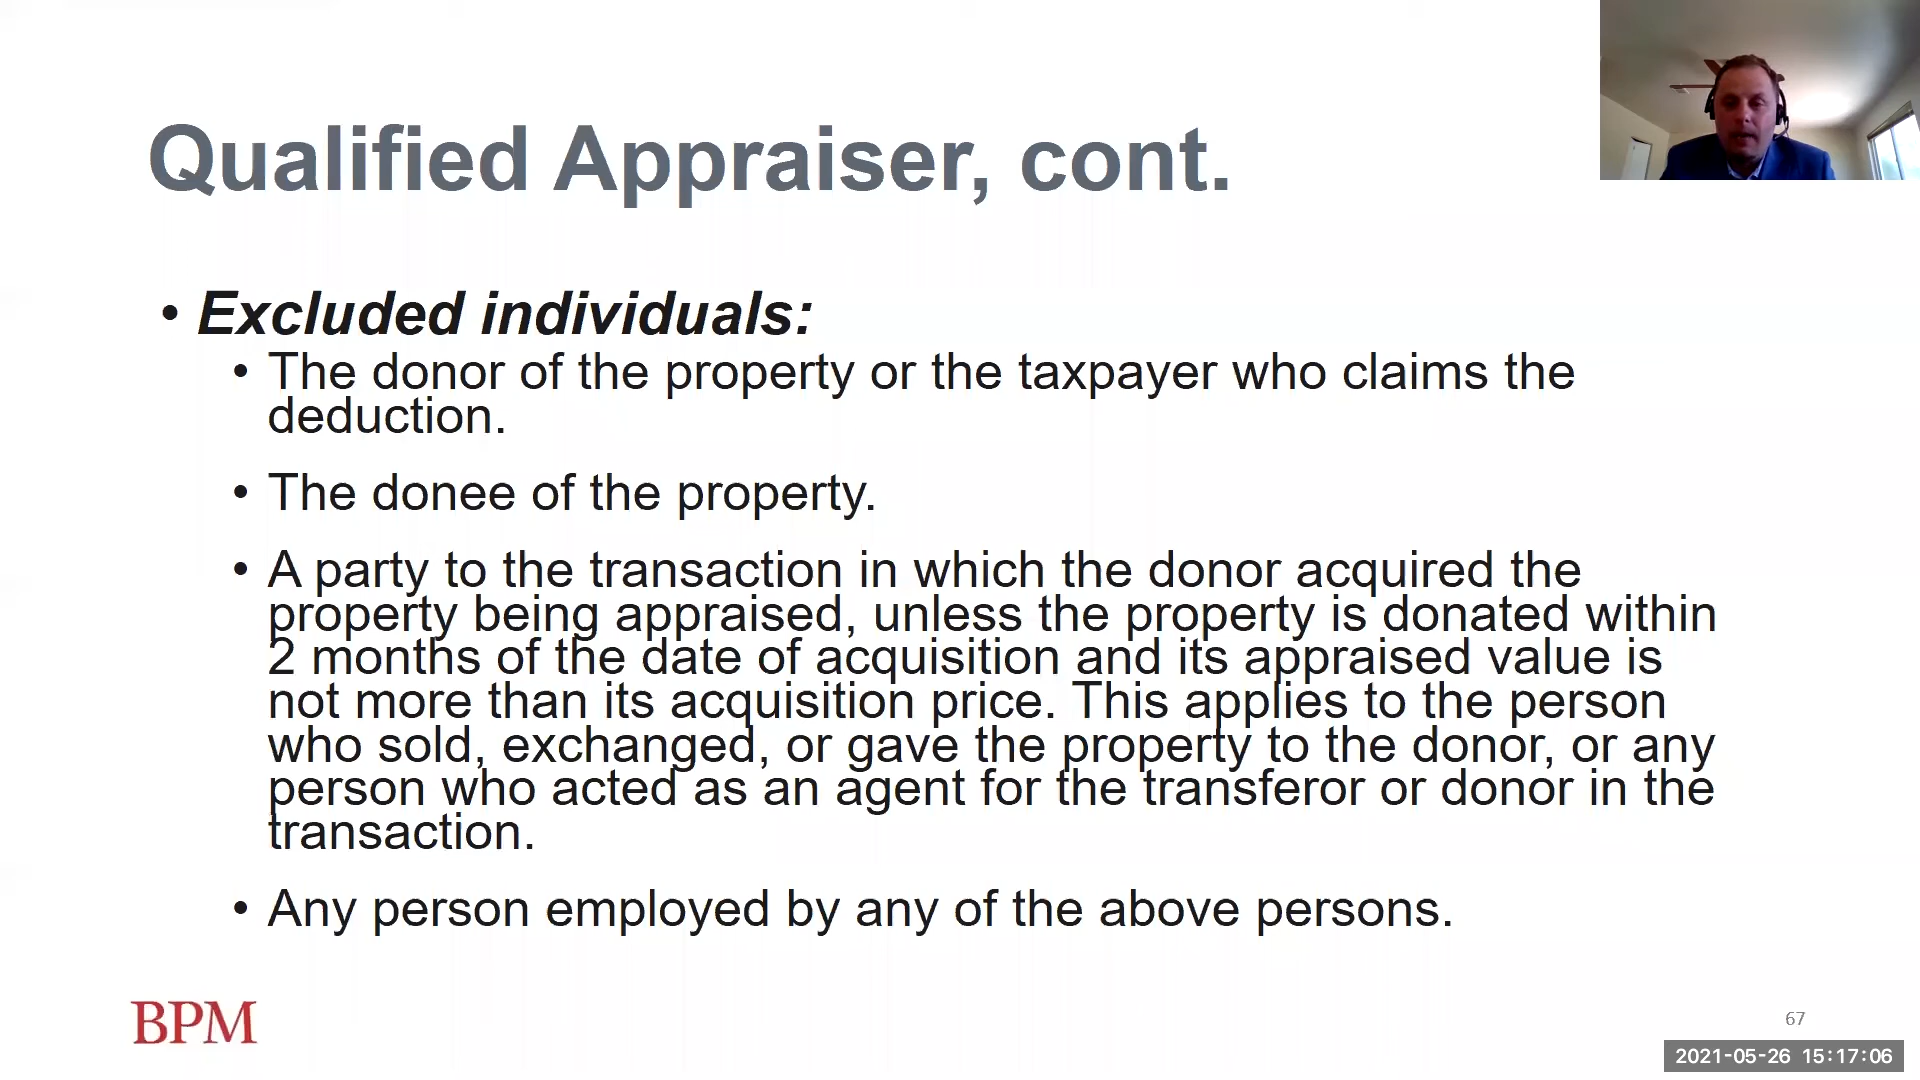 Qualified Appraiser, cont.
• Excluded individuals:
• The donor of the property or the taxpayer who claims the
deduction.
• The donee of the property.
• A party to the transaction in which the donor acquired the
property being appraised, unless the property is donated within
2 months of the date of acquisition and its appraised value is
not more than its acquisition price. This applies to the person
who sold, exchanged, or gave the property to the donor, or any
person who acted as an agent for the transferor or donor in the
transaction.
• Any person employed by any of the above persons.
BPM
67
2021-05-26 15:17:06